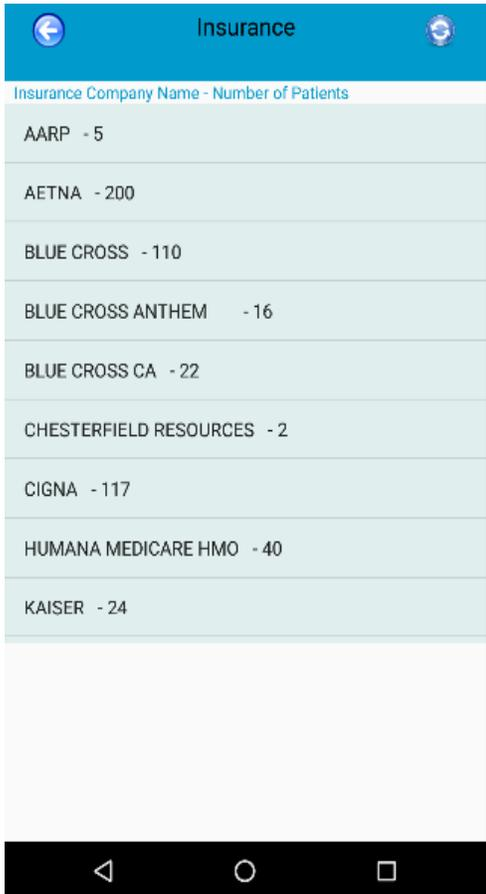 Insurance
Insurance Company Name - Number of Patients
AARP - 5
AETNA - 200
BLUE CROSS - 110
BLUE CROSS ANTHEM - 16
BLUE CROSS CA - 22
CHESTERFIELD RESOURCES - 2
CIGNA - 117
HUMANA MEDICARE HMO - 40
KAISER - 24